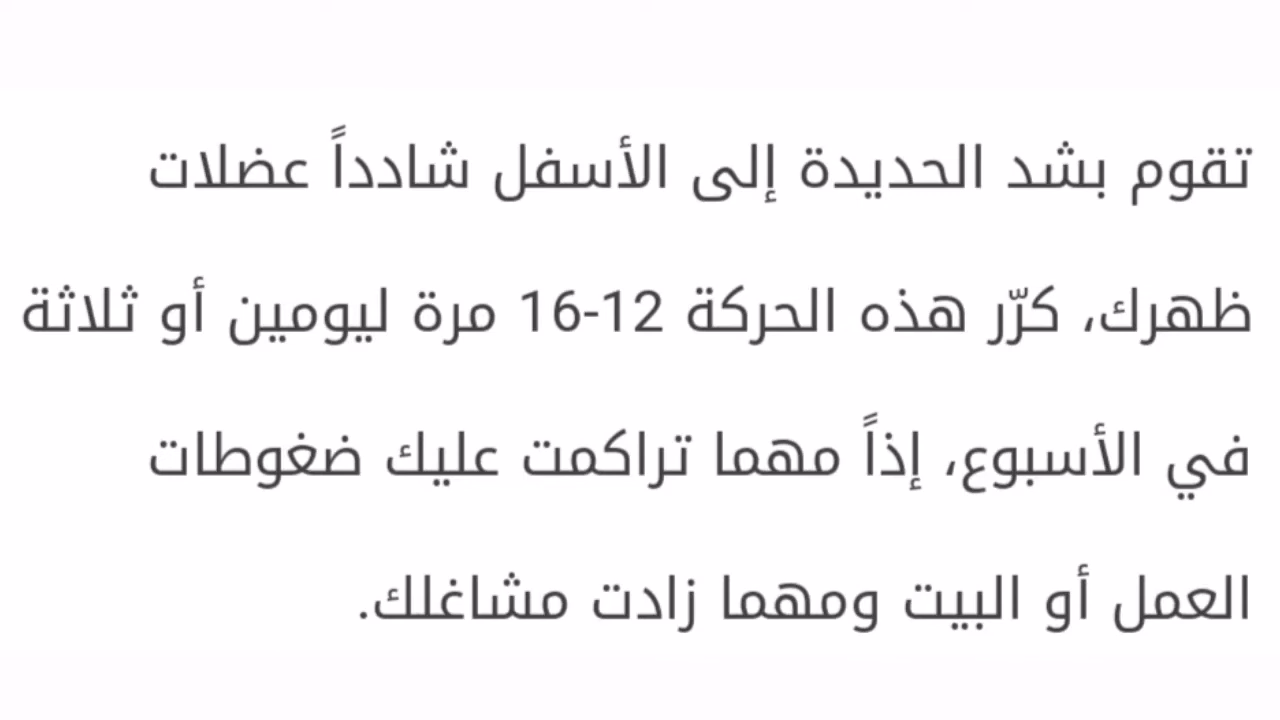 تقوم بشد الحديدة إلى الأسفل شادداً عضلات
ظهرك، كرّر هذه الحركة 12-16 مرة ليومين أو ثلاثة
في الأسبوع، إذاً مهما تراكمت عليك ضغوطات
العمل أو البيت ومهما زادت مشاغلك.